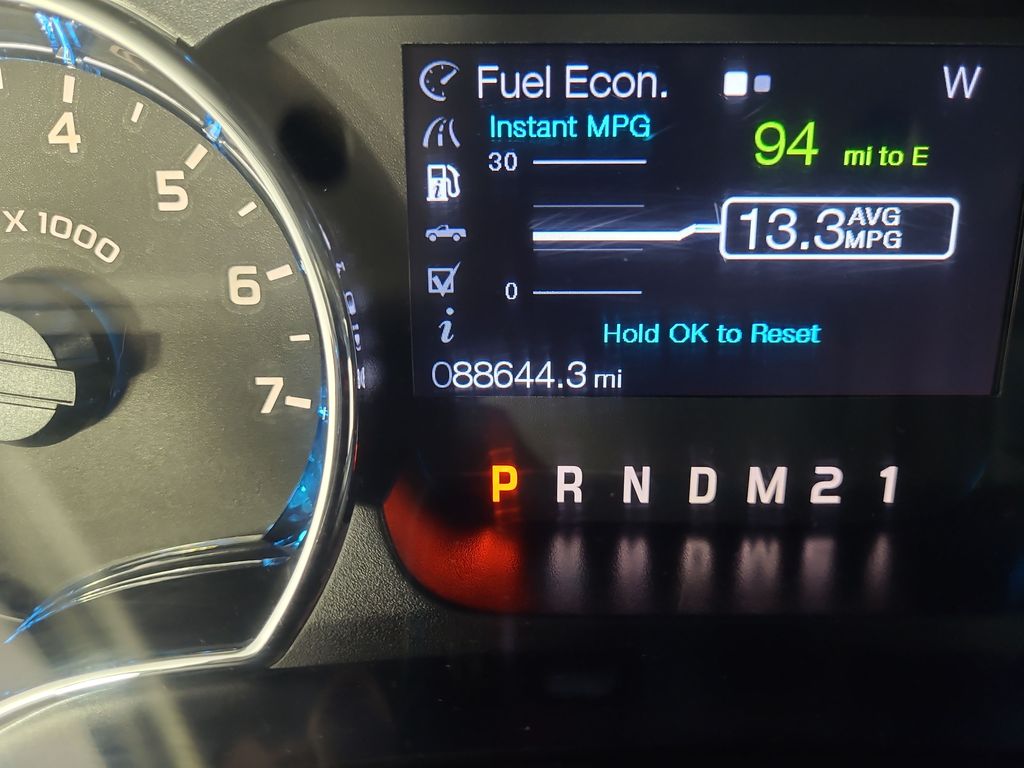 Fuel Econ.
W
Instant MPG
94 mi to E
30
13.3 AVG MPG
0
Hold OK to Reset
088644.3 mi
4
5
X 1000
6
7
P R N D M 2 1